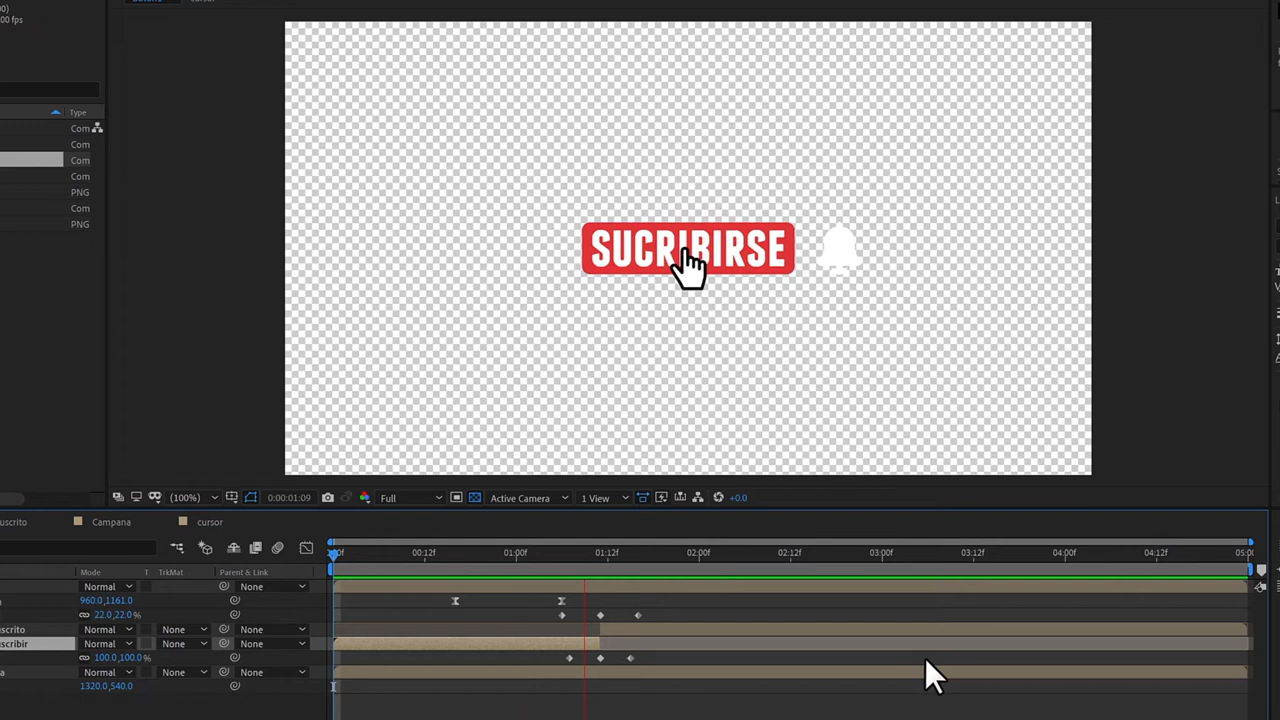 00 fps
Type
Com
Com
Com
Com
PNG
Com
PNG
SUCRIBIRSE
(100%)
0:00:01:09
Full
Active Camera
1 View
+0.0
uscrito
Campana
cursor
00:12f
01:00f
01:12f
02:00f
02:12f
03:00f
03:12f
04:00f
04:12f
05:00
Mode
T
TrkMat
Parent & Link
Normal
None
960.0,1161.0
22.0,22.0%
scrito
Normal
None
None
scribir
Normal
None
None
100.0,100.0%
a
Normal
None
None
1320.0,540.0